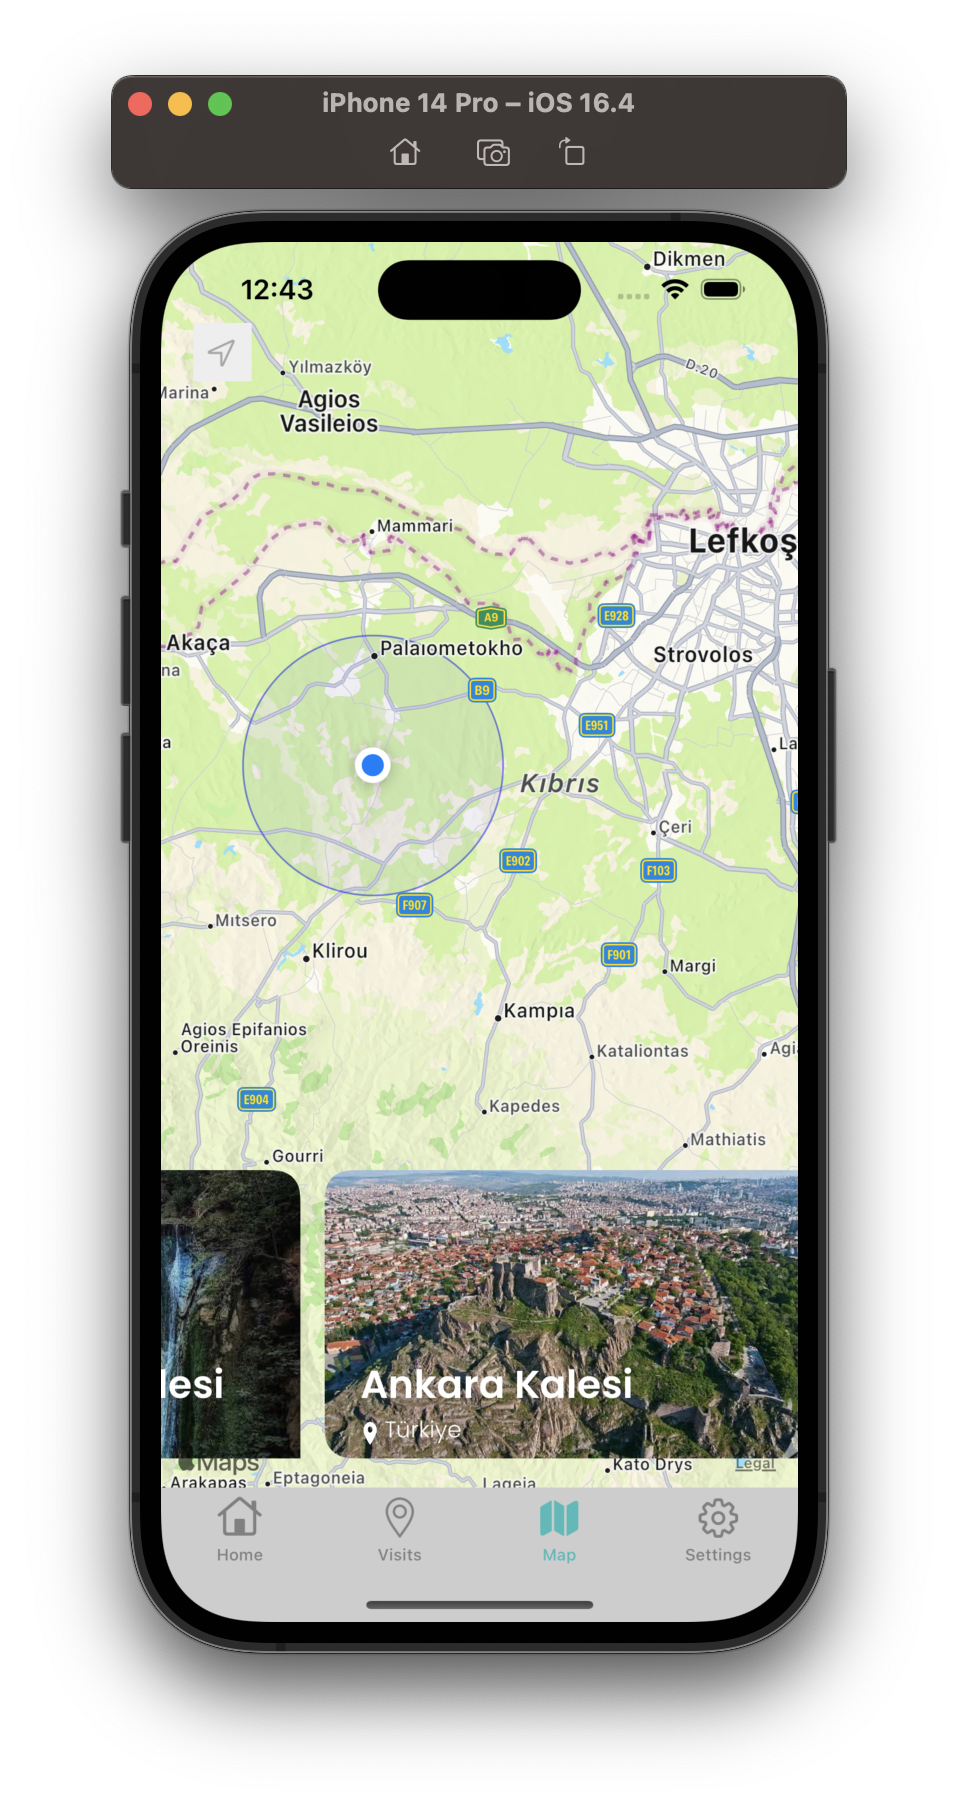 iPhone 14 Pro – iOS 16.4
Dikmen
12:43
D.20
Yılmazköy
Marina
Agios
Vasileios
Mammari
Lefkoş
A9
E928
Akaça
Palaıometokho
Strovolos
na
B9
E951
a
La
Kıbrıs
Çeri
E902
F103
F907
Mıtsero
Klirou
F901
Margi
Kampıa
Agios Epifanios
Oreinis
Kataliontas
Agi
E904
Kapedes
Mathiatis
Gourri
lesi
Ankara Kalesi
Türkiye
Maps
Kato Drys
Legal
Arakapas
Eptagoneia
Lageia
Home
Visits
Map
Settings